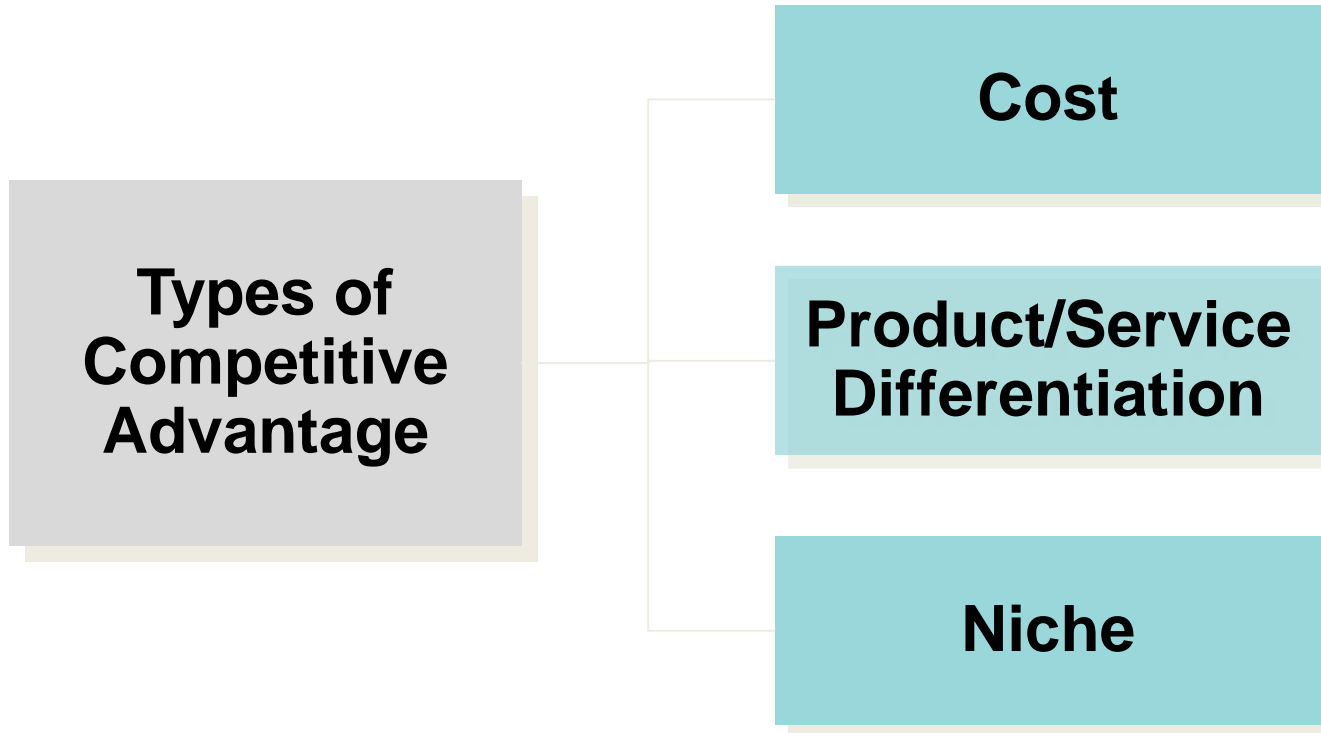 Types of
Competitive
Advantage
Cost
Product/Service
Differentiation
Niche